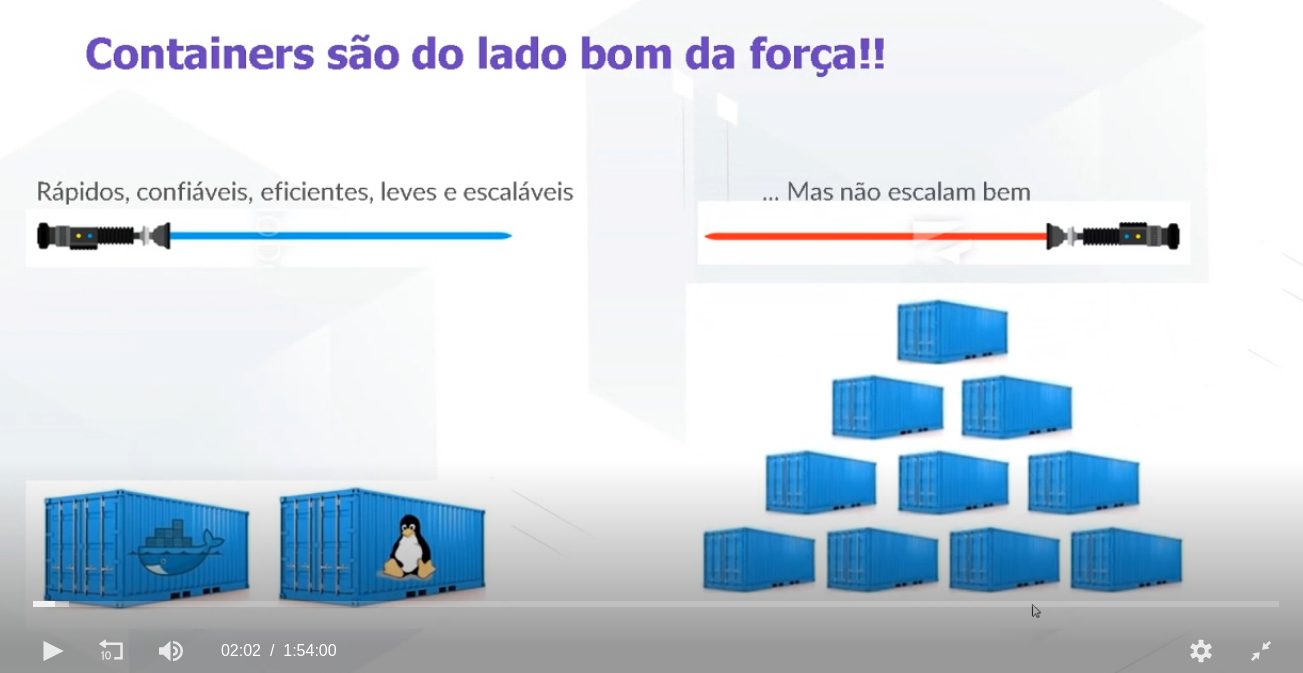 Containers são do lado bom da força!!
Rápidos, confiáveis, eficientes, leves e escaláveis
... Mas não escalam bem
10
02:02 / 1:54:00